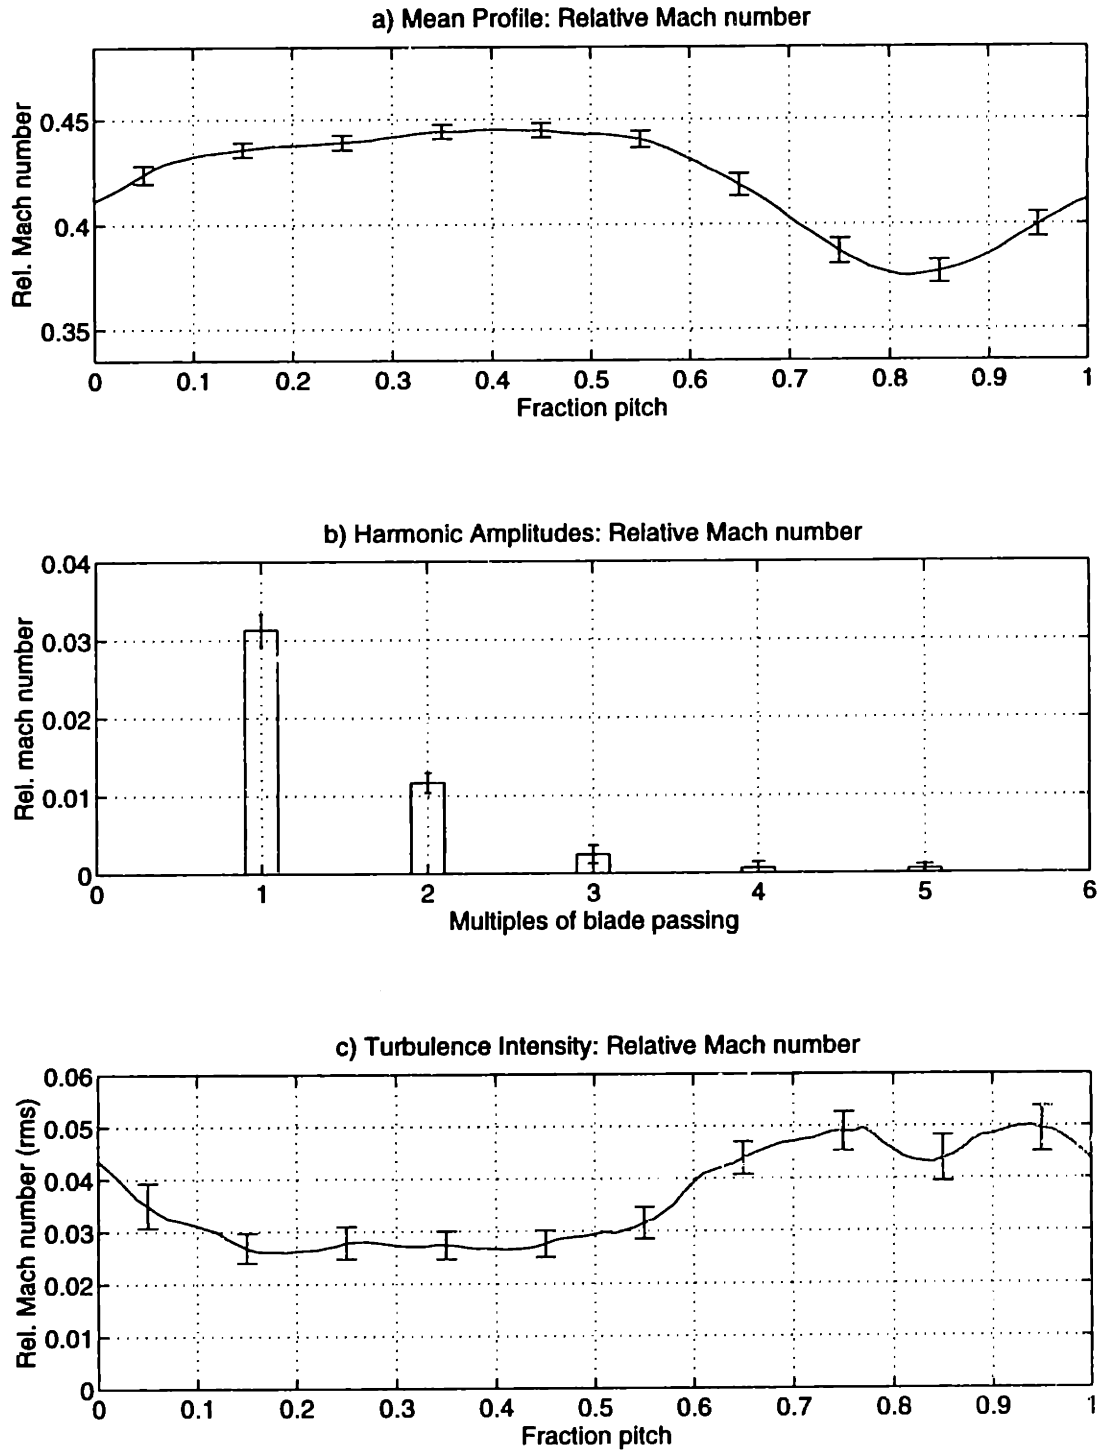 a) Mean Profile: Relative Mach number
Rel. Mach number
0.45
0.4
0.35
0 0.1 0.2 0.3 0.4 0.5 0.6 0.7 0.8 0.9 1
Fraction pitch
b) Harmonic Amplitudes: Relative Mach number
Rel. mach number
0.04
0.03
0.02
0.01
0
0 1 2 3 4 5 6
Multiples of blade passing
c) Turbulence Intensity: Relative Mach number
Rel. Mach number (rms)
0.06
0.05
0.04
0.03
0.02
0.01
0
0 0.1 0.2 0.3 0.4 0.5 0.6 0.7 0.8 0.9 1
Fraction pitch